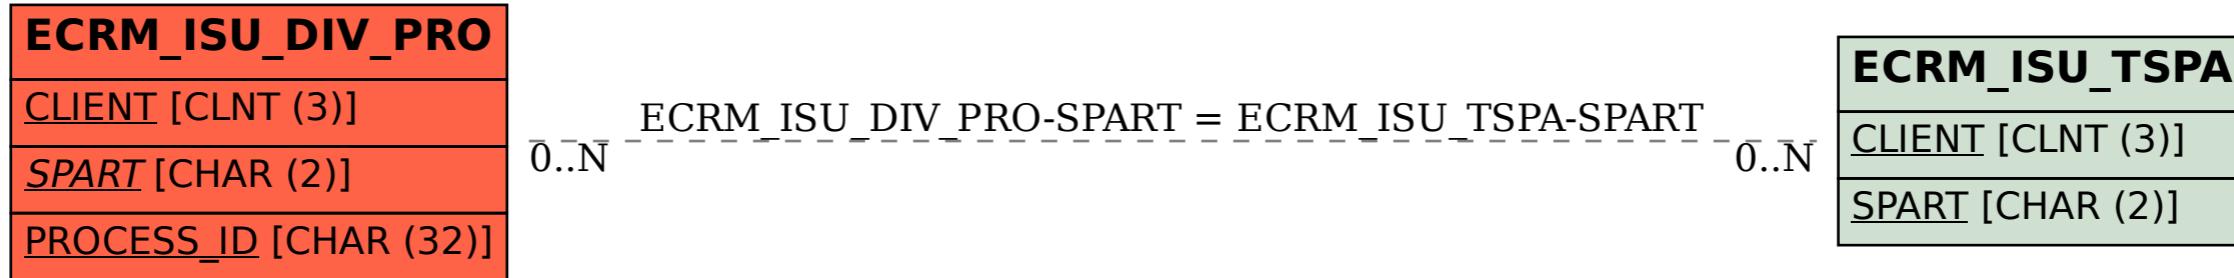 ECRM_ISU_DIV_PRO
CLIENT [CLNT (3)]
SPART [CHAR (2)]
PROCESS_ID [CHAR (32)]
ECRM_ISU_DIV_PRO-SPART = ECRM_ISU_TSPA-SPART
0..N
0..N
ECRM_ISU_TSPA
CLIENT [CLNT (3)]
SPART [CHAR (2)]